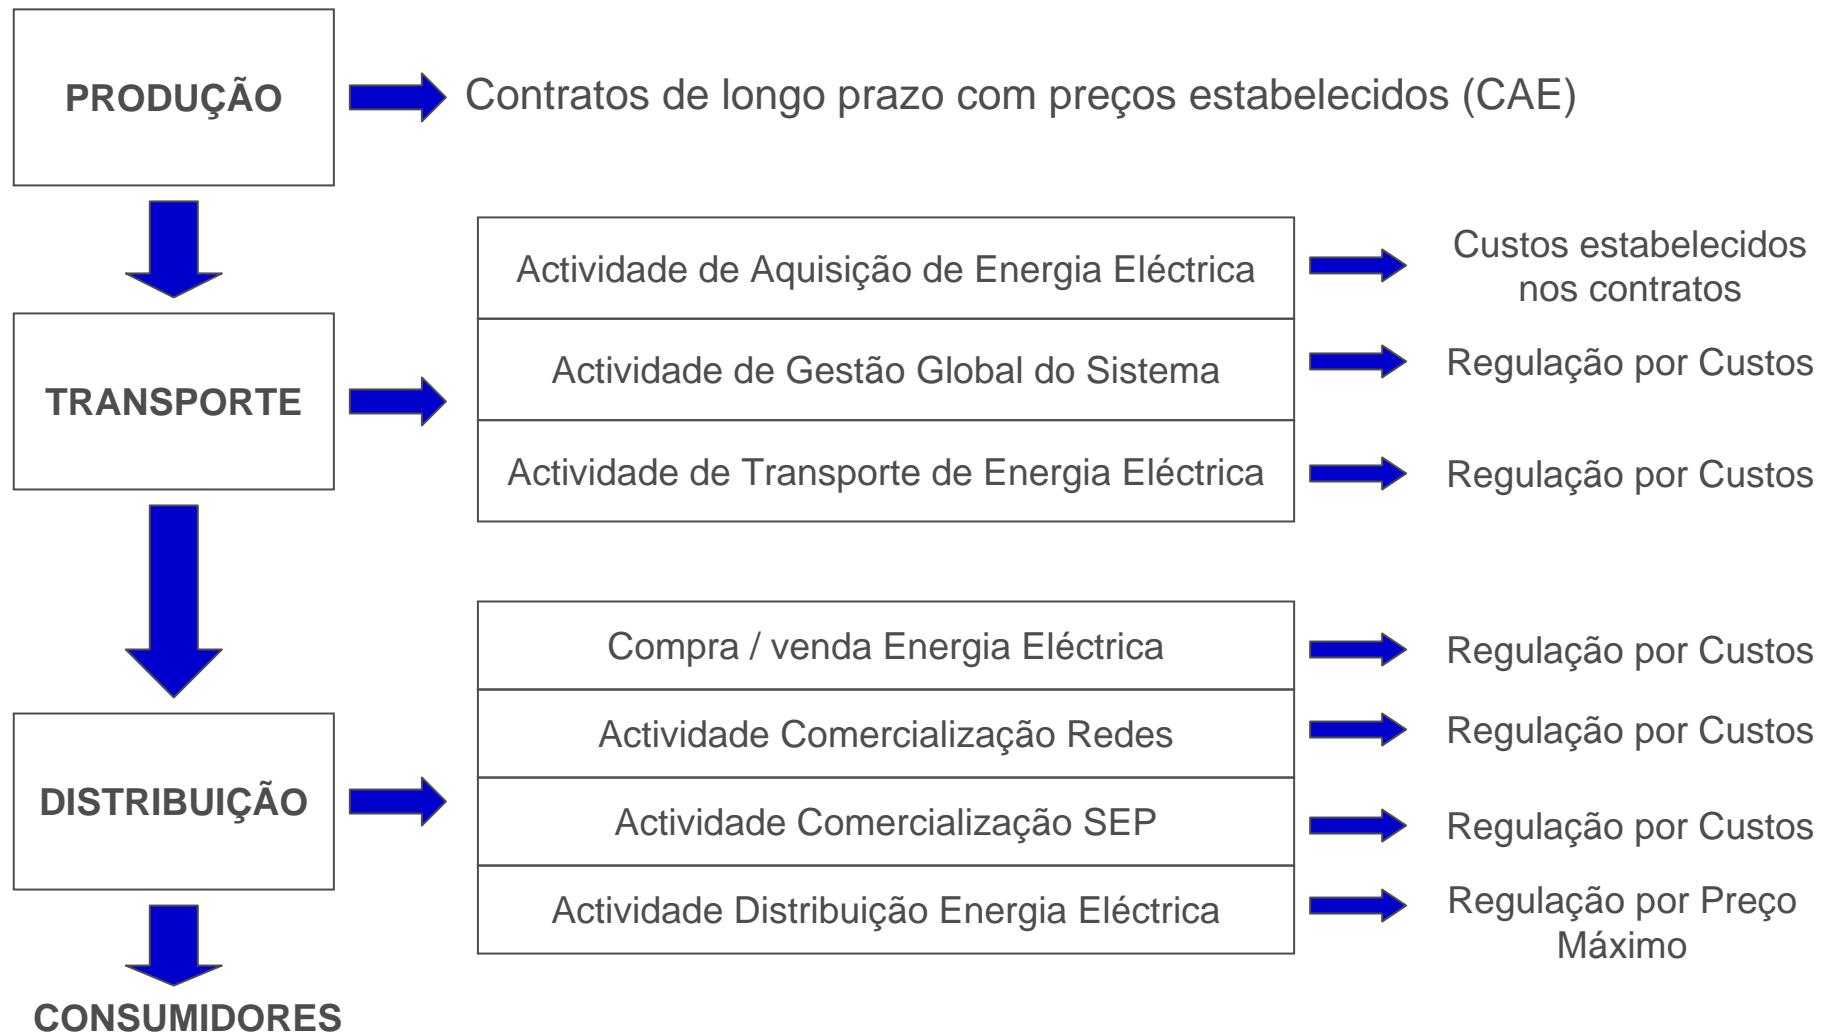 PRODUÇÃO
Contratos de longo prazo com preços estabelecidos (CAE)
TRANSPORTE
Actividade de Aquisição de Energia Eléctrica
Custos estabelecidos
nos contratos
Actividade de Gestão Global do Sistema
Regulação por Custos
Actividade de Transporte de Energia Eléctrica
Regulação por Custos
DISTRIBUIÇÃO
Compra / venda Energia Eléctrica
Regulação por Custos
Actividade Comercialização Redes
Regulação por Custos
Actividade Comercialização SEP
Regulação por Custos
Actividade Distribuição Energia Eléctrica
Regulação por Preço
Máximo
CONSUMIDORES